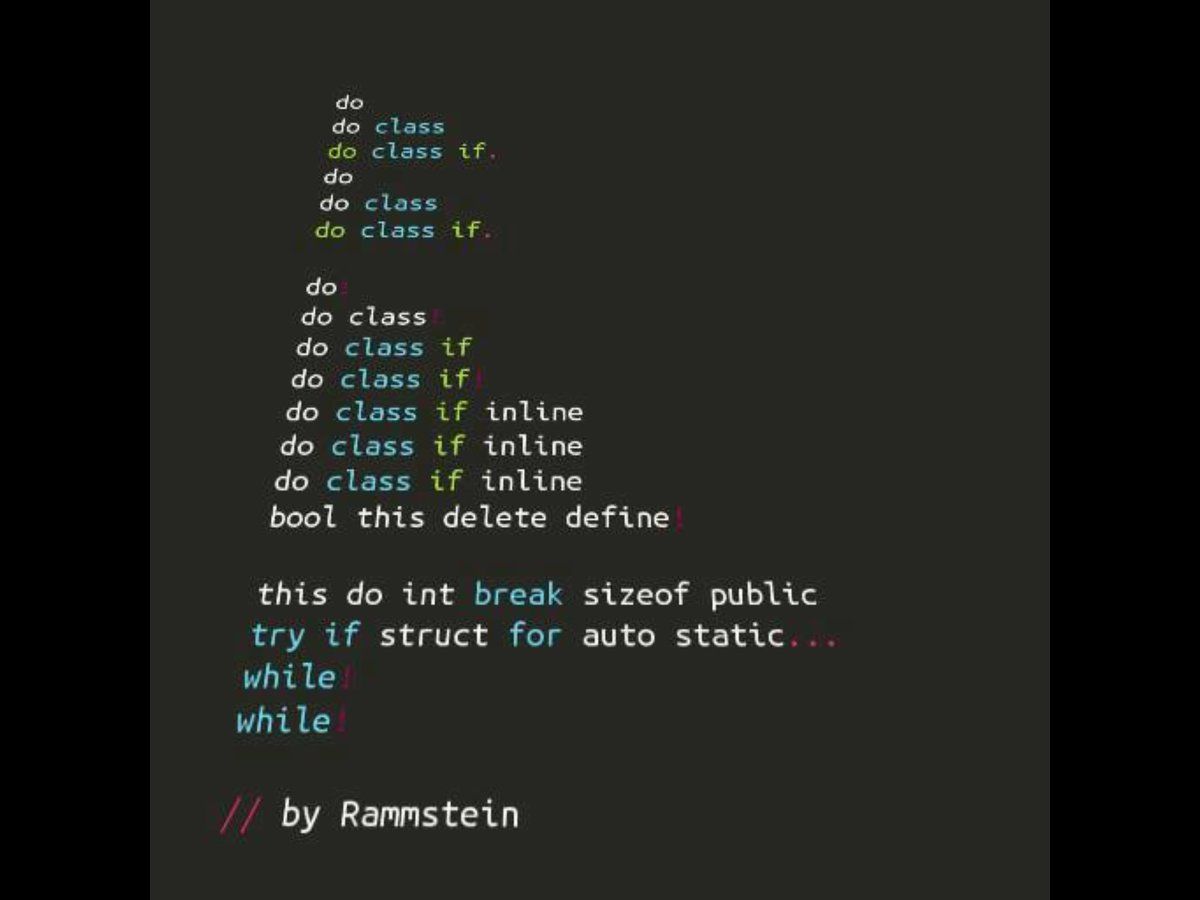 do
do class
do class if.
do
do class
do class if.
do!
do class!
do class if
do class if!
do class if inline
do class if inline
do class if inline
bool this delete define!
this do int break sizeof public
try if struct for auto static...
while!
while!
// by Rammstein